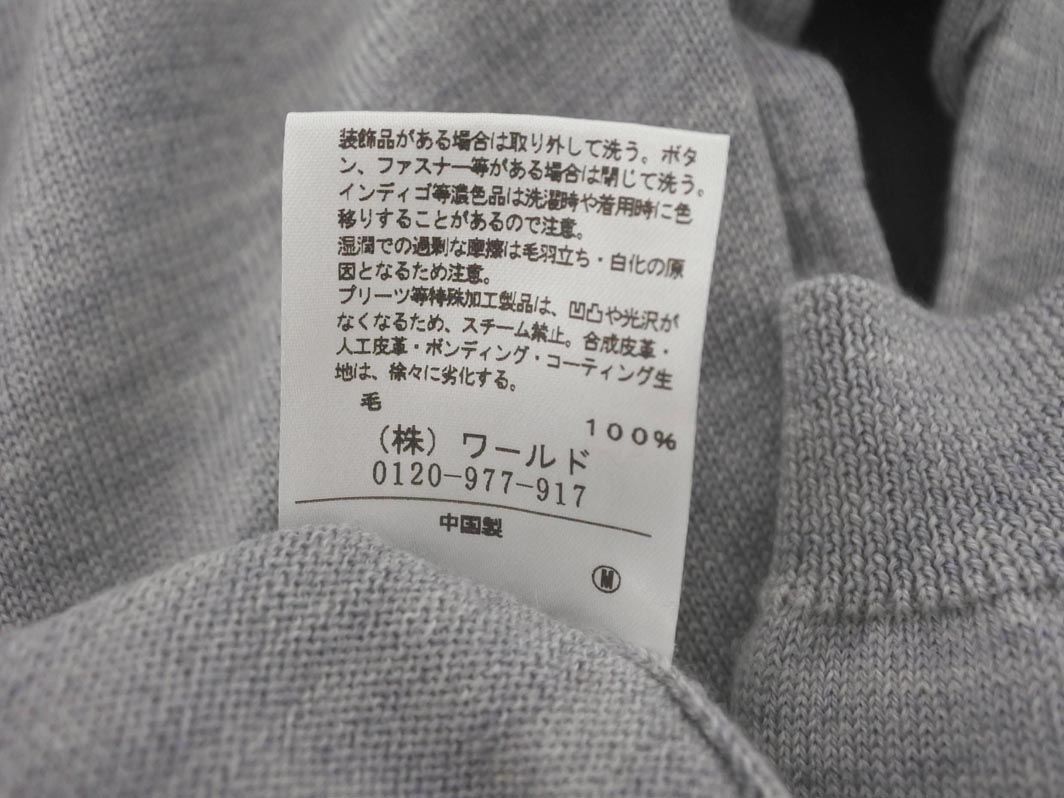 装飾品がある場合は取り外して洗う。ボタ
ン、ファスナー等がある場合は閉じて洗う。
インディゴ等濃色品は洗濯時や着用時に色
移りすることがあるので注意。
湿潤での過剰な摩擦は毛羽立ち・白化の原
因となるため注意。
プリーツ等特殊加工製品は、凹凸や光沢が
なくなるため、スチーム禁止。合成皮革・
人工皮革・ボンディング・コーティング生
地は、徐々に劣化する。
毛 100%
(株)ワールド
0120-977-917
中国製
Ⓜ